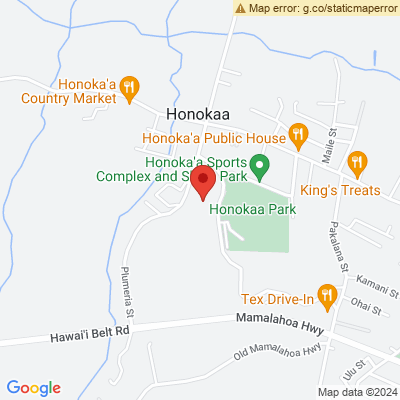 Map error: g.co/staticmaperror
Honoka'a
Country Market
Honokaa
Honoka'a Public House
Maile St
Honoka'a Sports
Complex and Skate Park
King's Treats
Honokaa Park
Pakalana St
Plumeria St
Kamani St
Tex Drive-In
Ohai St
Mamalahoa Hwy
Hawai'i Belt Rd
Old Mamalahoa Hwy
Ulu St
Google
Map data ©2024